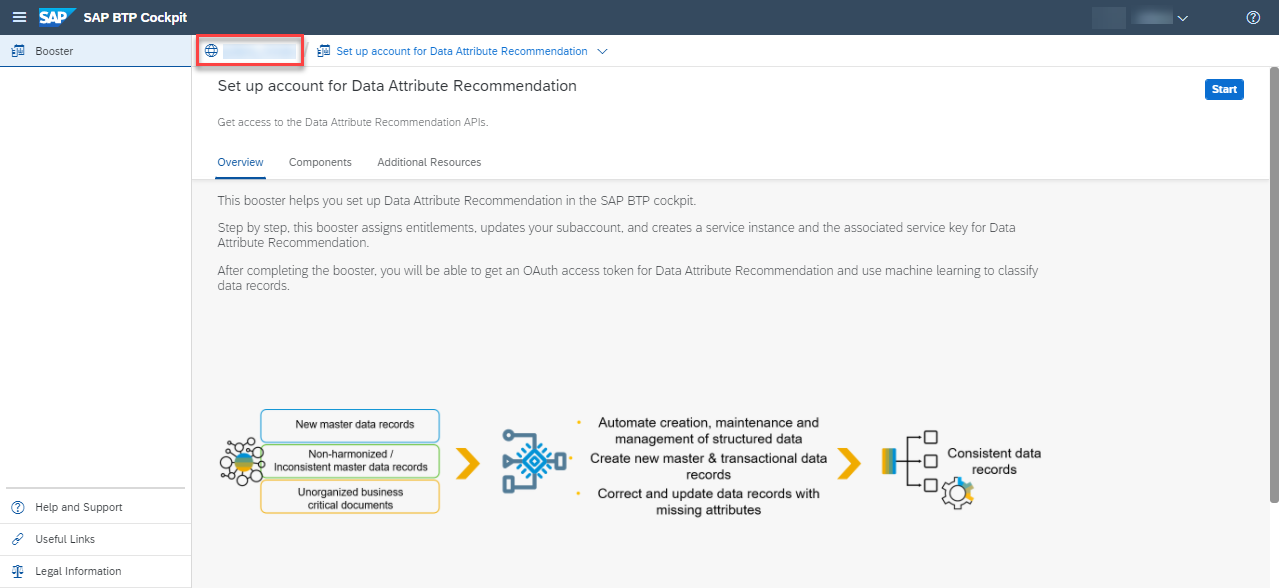 SAP SAP BTP Cockpit
Booster
Set up account for Data Attribute Recommendation
Set up account for Data Attribute Recommendation
Start
Get access to the Data Attribute Recommendation APIs.
Overview Components Additional Resources
This booster helps you set up Data Attribute Recommendation in the SAP BTP cockpit.
Step by step, this booster assigns entitlements, updates your subaccount, and creates a service instance and the associated service key for Data
Attribute Recommendation.
After completing the booster, you will be able to get an OAuth access token for Data Attribute Recommendation and use machine learning to classify
data records.
New master data records
Non-harmonized /
Inconsistent master data records
Unorganized business
critical documents
• Automate creation, maintenance and
management of structured data
• Create new master & transactional data
records
• Correct and update data records with
missing attributes
Consistent data
records
Help and Support
Useful Links
Legal Information